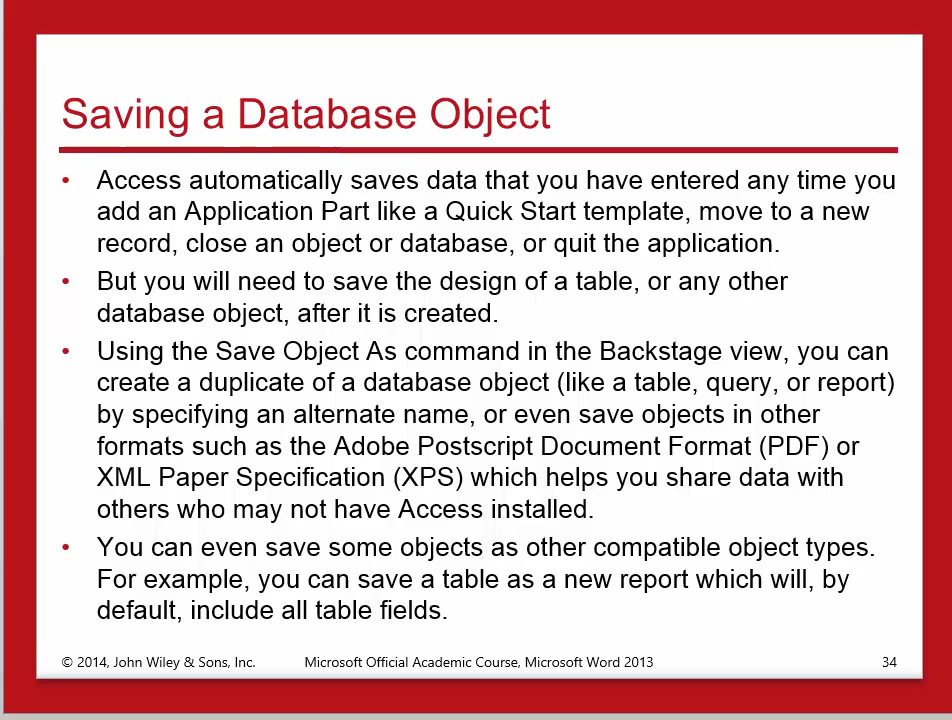 Saving a Database Object
• Access automatically saves data that you have entered any time you
add an Application Part like a Quick Start template, move to a new
record, close an object or database, or quit the application.
• But you will need to save the design of a table, or any other
database object, after it is created.
• Using the Save Object As command in the Backstage view, you can
create a duplicate of a database object (like a table, query, or report)
by specifying an alternate name, or even save objects in other
formats such as the Adobe Postscript Document Format (PDF) or
XML Paper Specification (XPS) which helps you share data with
others who may not have Access installed.
• You can even save some objects as other compatible object types.
For example, you can save a table as a new report which will, by
default, include all table fields.
© 2014, John Wiley & Sons, Inc. Microsoft Official Academic Course, Microsoft Word 2013 34